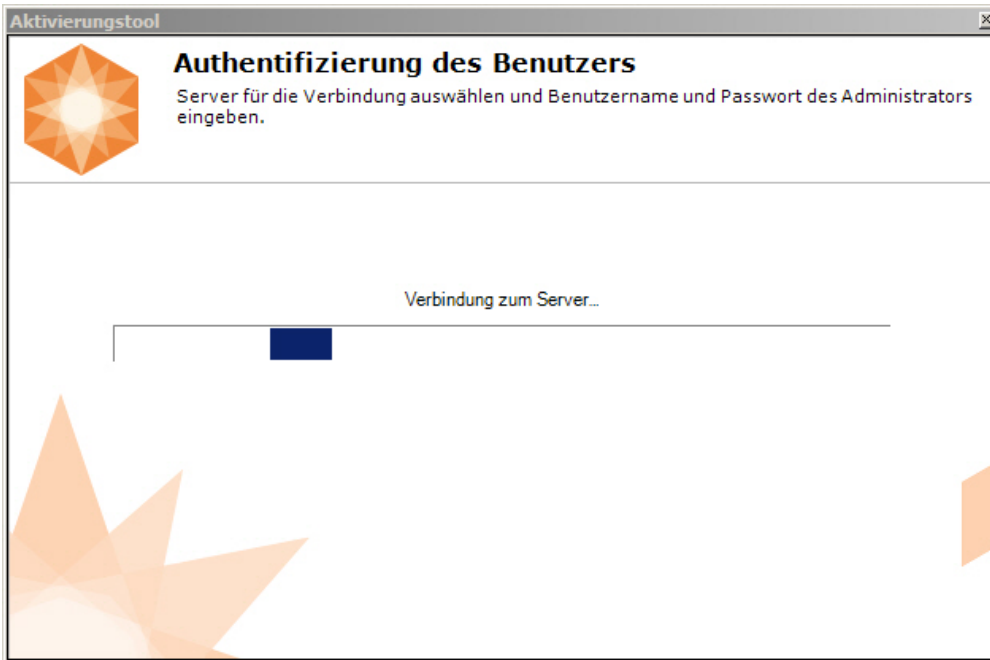 Aktivierungstool
Authentifizierung des Benutzers
Server für die Verbindung auswählen und Benutzername und Passwort des Administrators
eingeben.
Verbindung zum Server...